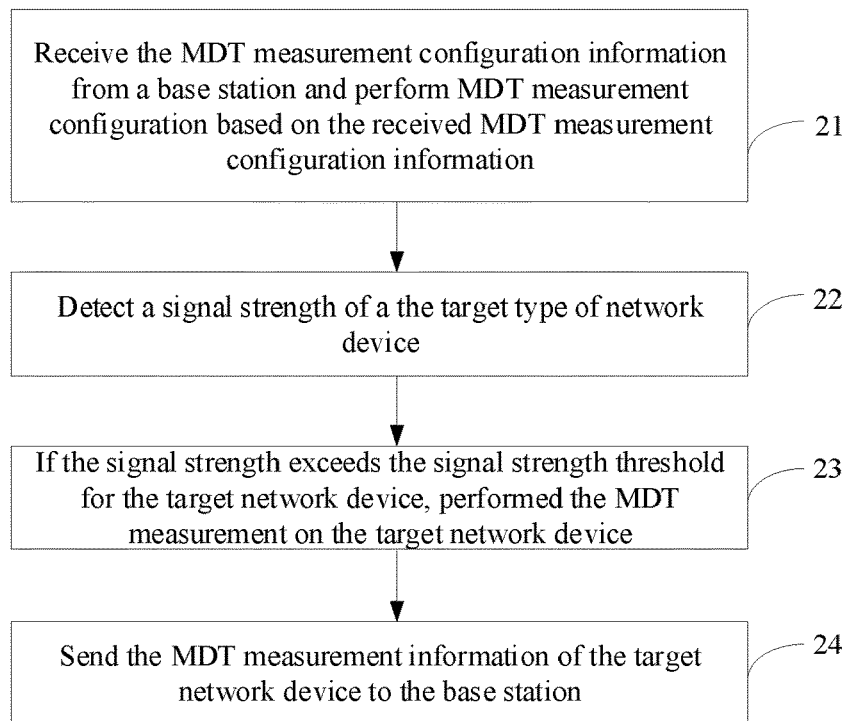 Receive the MDT measurement configuration information
from a base station and perform MDT measurement
configuration based on the received MDT measurement
configuration information
21
Detect a signal strength of a the target type of network
device
22
If the signal strength exceeds the signal strength threshold
for the target network device, performed the MDT
measurement on the target network device
23
Send the MDT measurement information of the target
network device to the base station
24